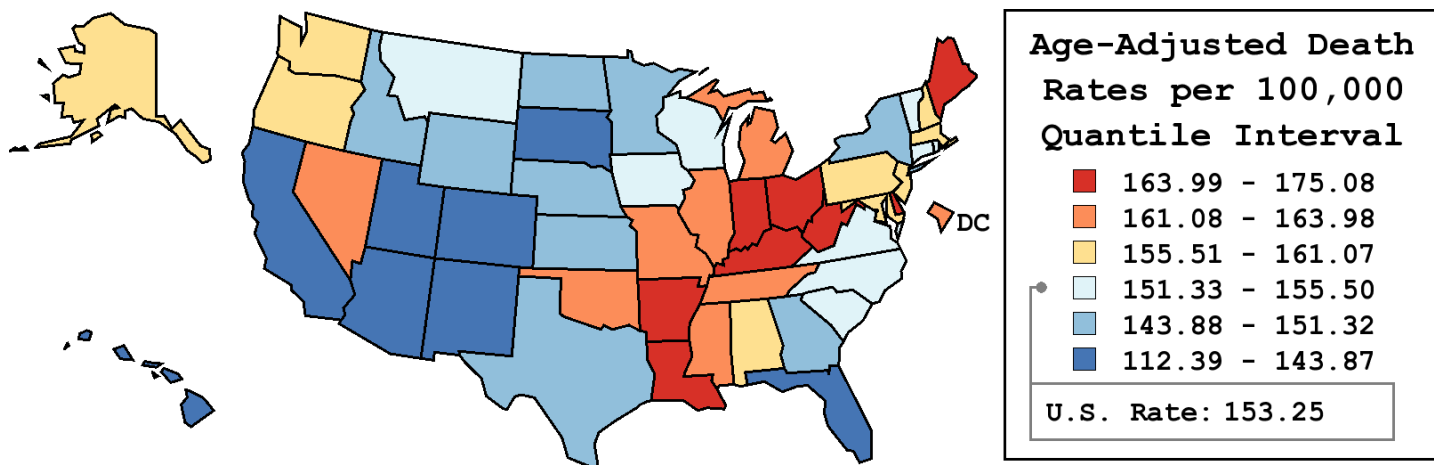 DC
Age-Adjusted Death
Rates per 100,000
Quantile Interval
163.99 - 175.08
161.08 - 163.98
155.51 - 161.07
151.33 - 155.50
143.88 - 151.32
112.39 - 143.87
U.S. Rate: 153.25